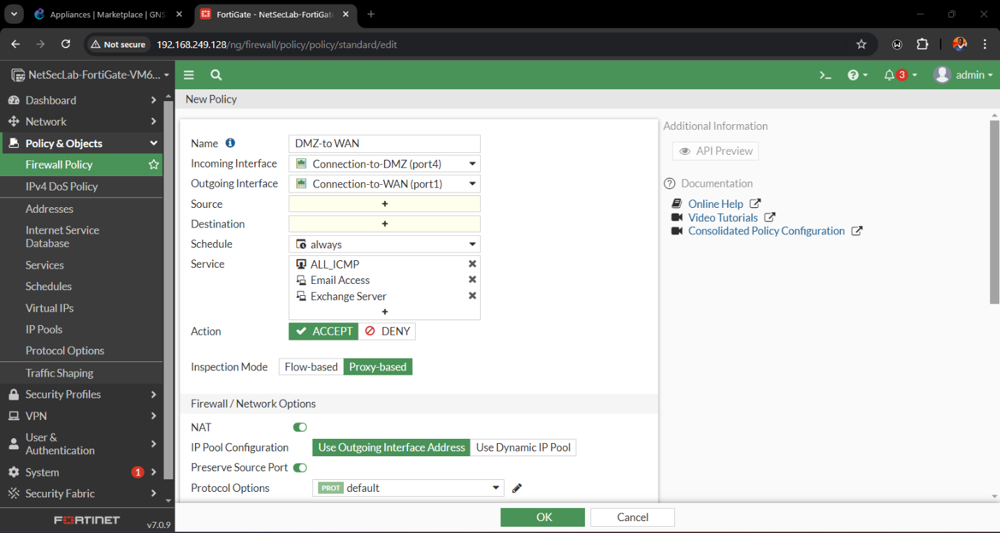 Appliances | Marketplace | GNS
FortiGate - NetSecLab-FortiGate
Not secure 192.168.249.128/ng/firewall/policy/policy/standard/edit
NetSecLab-FortiGate-VM6...
3
admin
Dashboard
Network
Policy & Objects
Firewall Policy
IPv4 DoS Policy
Addresses
Internet Service
Database
Services
Schedules
Virtual IPs
IP Pools
Protocol Options
Traffic Shaping
Security Profiles
VPN
User &
Authentication
System 1
Security Fabric
FORTINET v7.0.9
New Policy
Name DMZ-to WAN
Incoming Interface Connection-to-DMZ (port4)
Outgoing Interface Connection-to-WAN (port1)
Source +
Destination +
Schedule always
Service ALL_ICMP
Email Access
Exchange Server
+
Action ACCEPT DENY
Inspection Mode Flow-based Proxy-based
Firewall / Network Options
NAT
IP Pool Configuration Use Outgoing Interface Address Use Dynamic IP Pool
Preserve Source Port
Protocol Options PROT default
OK Cancel
Additional Information
API Preview
Documentation
Online Help
Video Tutorials
Consolidated Policy Configuration